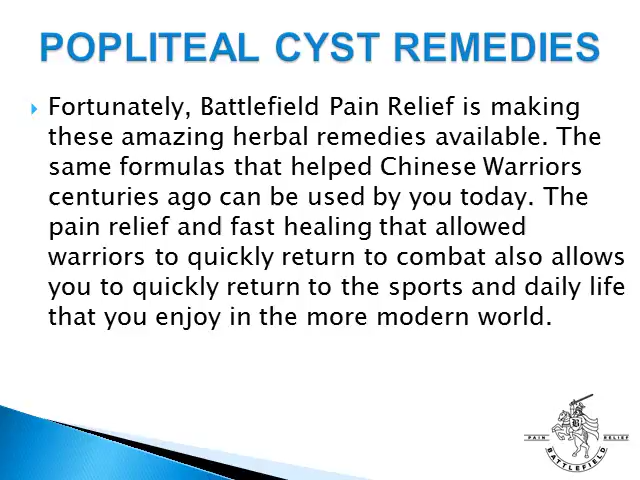 POPLITEAL CYST REMEDIES
Fortunately, Battlefield Pain Relief is making
these amazing herbal remedies available. The
same formulas that helped Chinese Warriors
centuries ago can be used by you today. The
pain relief and fast healing that allowed
warriors to quickly return to combat also allows
you to quickly return to the sports and daily life
that you enjoy in the more modern world.
B
PAIN RELIEF
BATTLEFIELD